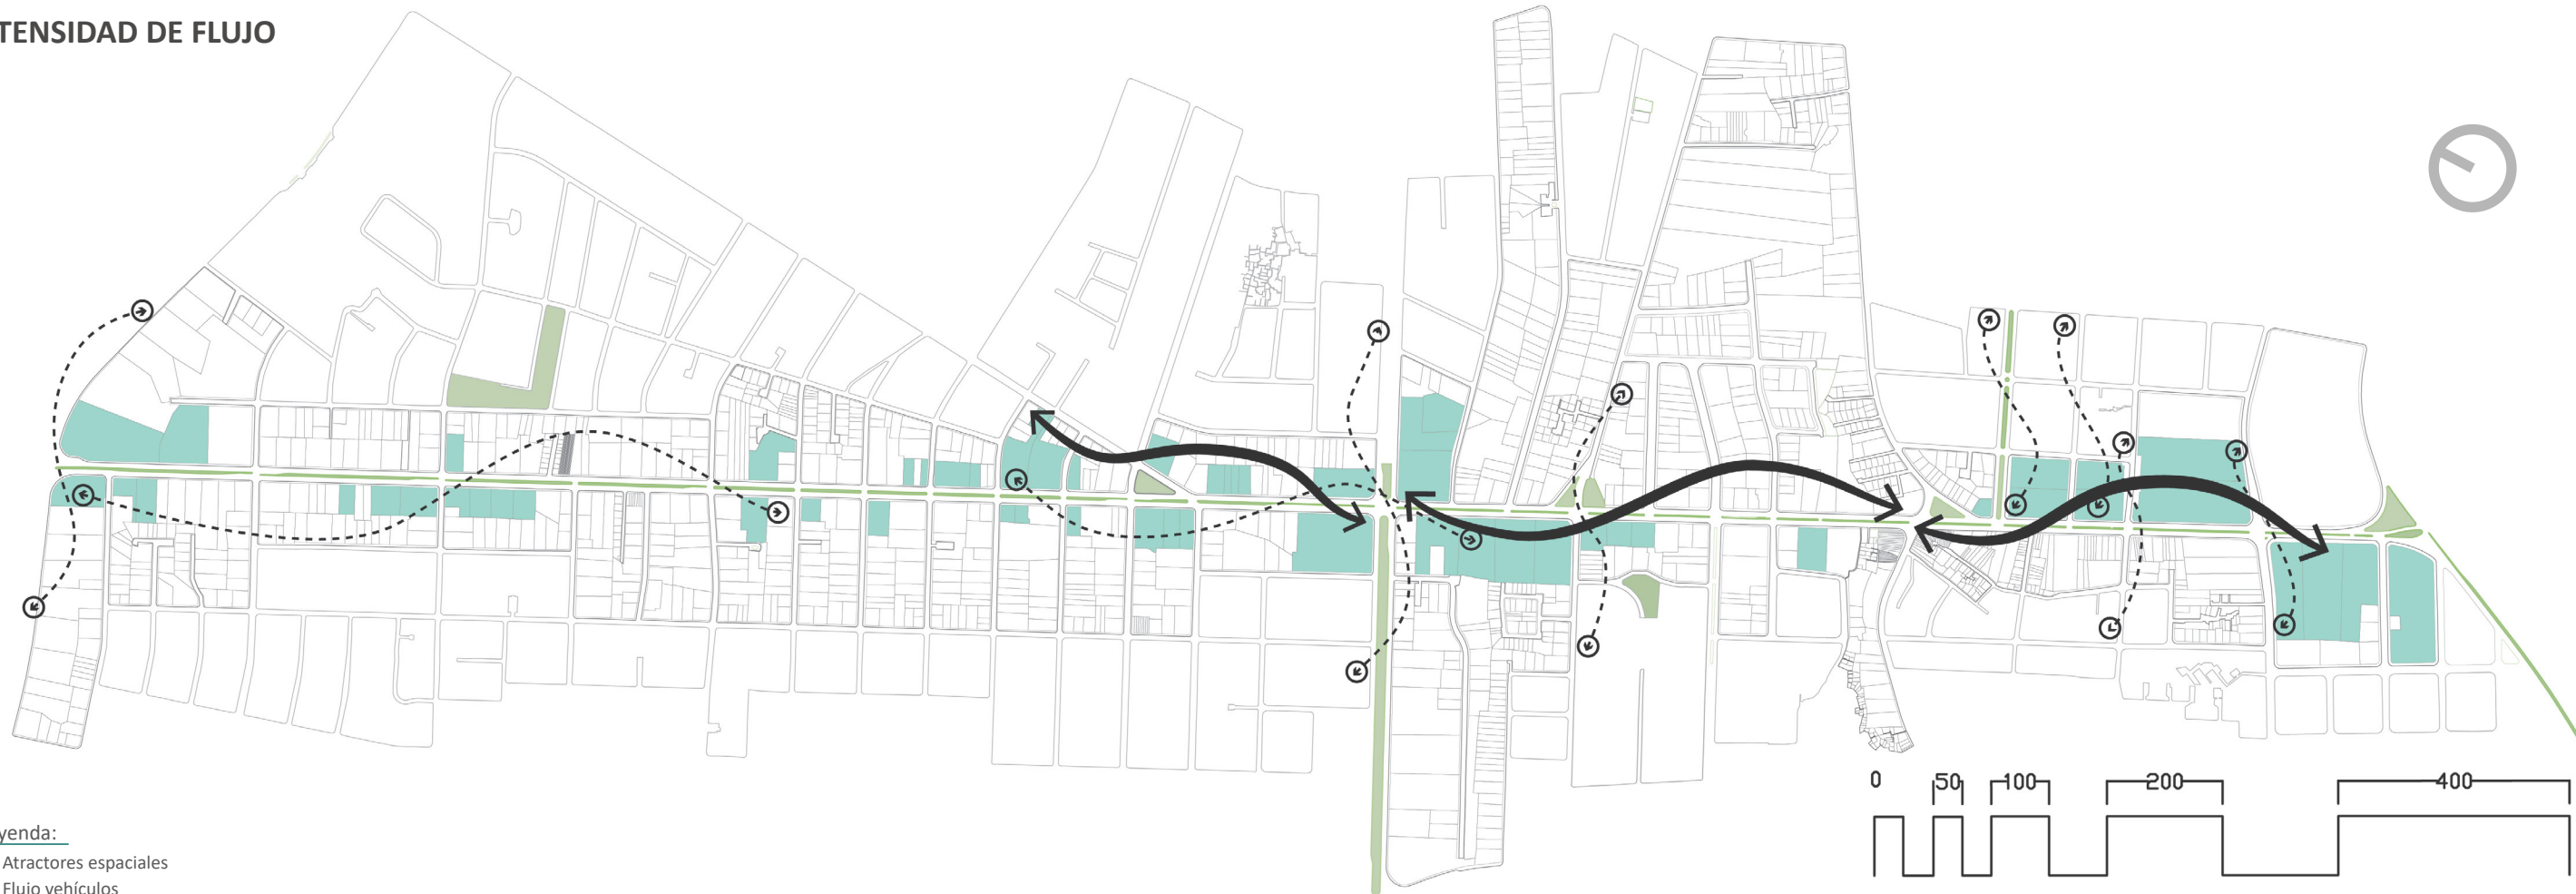 TENSIDAD DE FLUJO
0 50 100 200 400
yenda:
Atractores espaciales
Flujo vehículos